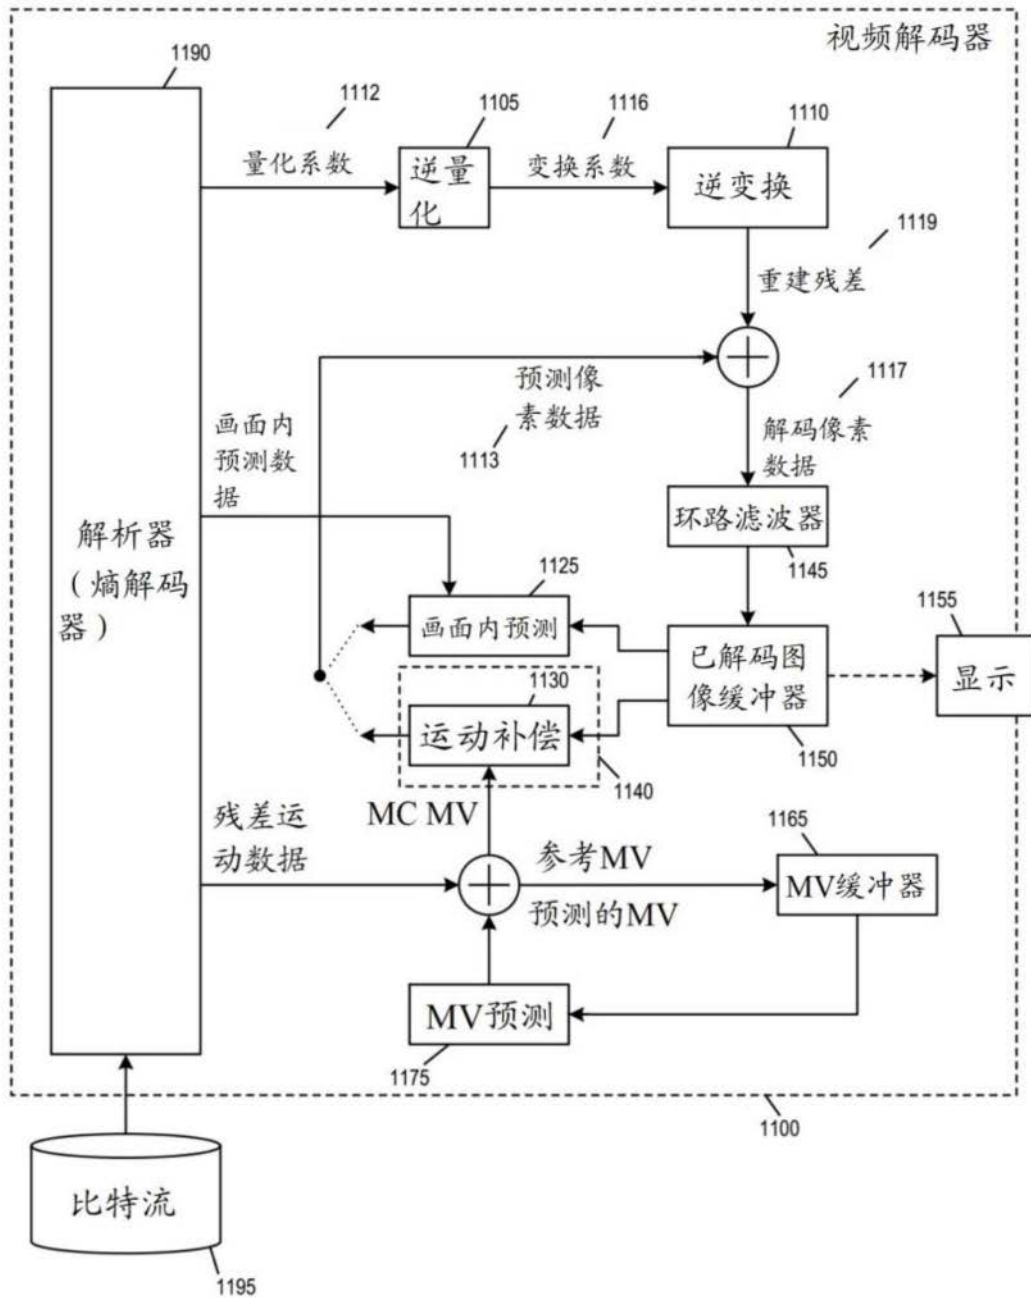 视频解码器
1190
1112
1105
1116
1110
量化系数
逆量
化
变换系数
逆变换
1119
重建残差
预测像
素数据
1113
1117
解码像素
数据
画面内
预测数
据
环路滤波器
1145
解析器
(熵解码
器)
1125
画面内预测
已解码图
像缓冲器
1150
1155
显示
1130
运动补偿
1140
MC MV
残差运
动数据
参考MV
预测的MV
1165
MV缓冲器
MV预测
1175
1100
比特流
1195